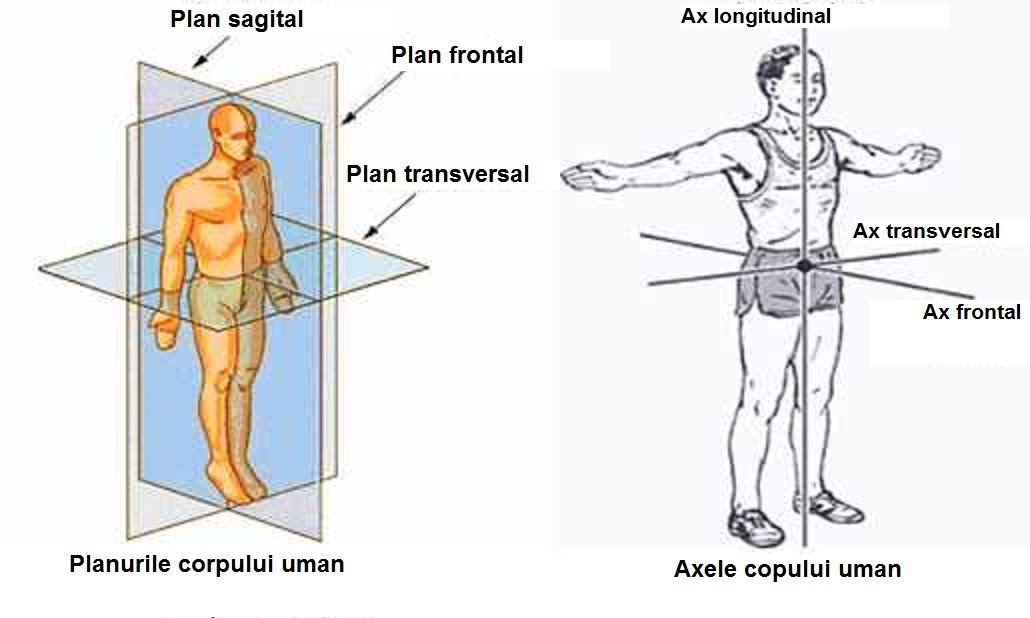 Plan sagital
Plan frontal
Plan transversal
Planurile corpului uman
Ax longitudinal
Ax transversal
Ax frontal
Axele copului uman